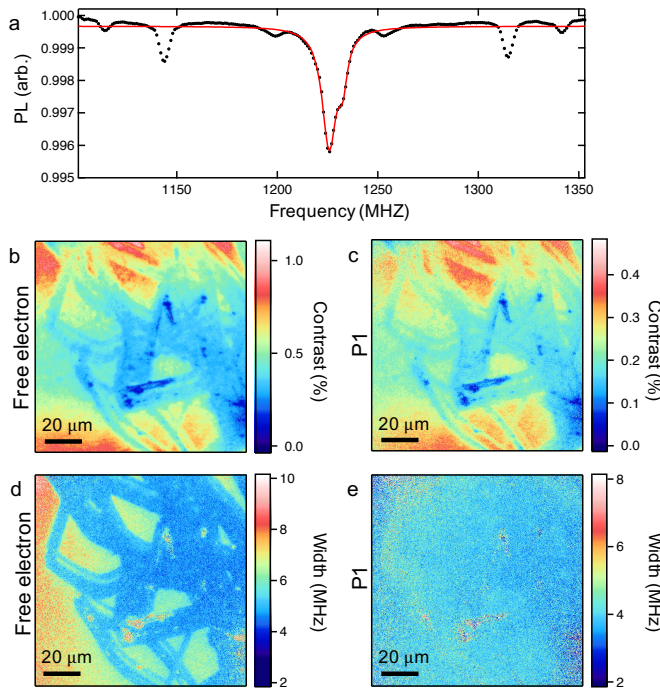 a
1.000
0.999
0.998
0.997
0.996
0.995
PL (arb.)
1150 1200 1250 1300 1350
Frequency (MHZ)
b
Free electron
20 μm
1.0
0.5
0.0
Contrast (%)
c
P1
20 μm
0.4
0.3
0.2
0.1
0.0
Contrast (%)
d
Free electron
20 μm
10
8
6
4
2
Width (MHz)
e
P1
20 μm
8
6
4
2
Width (MHz)